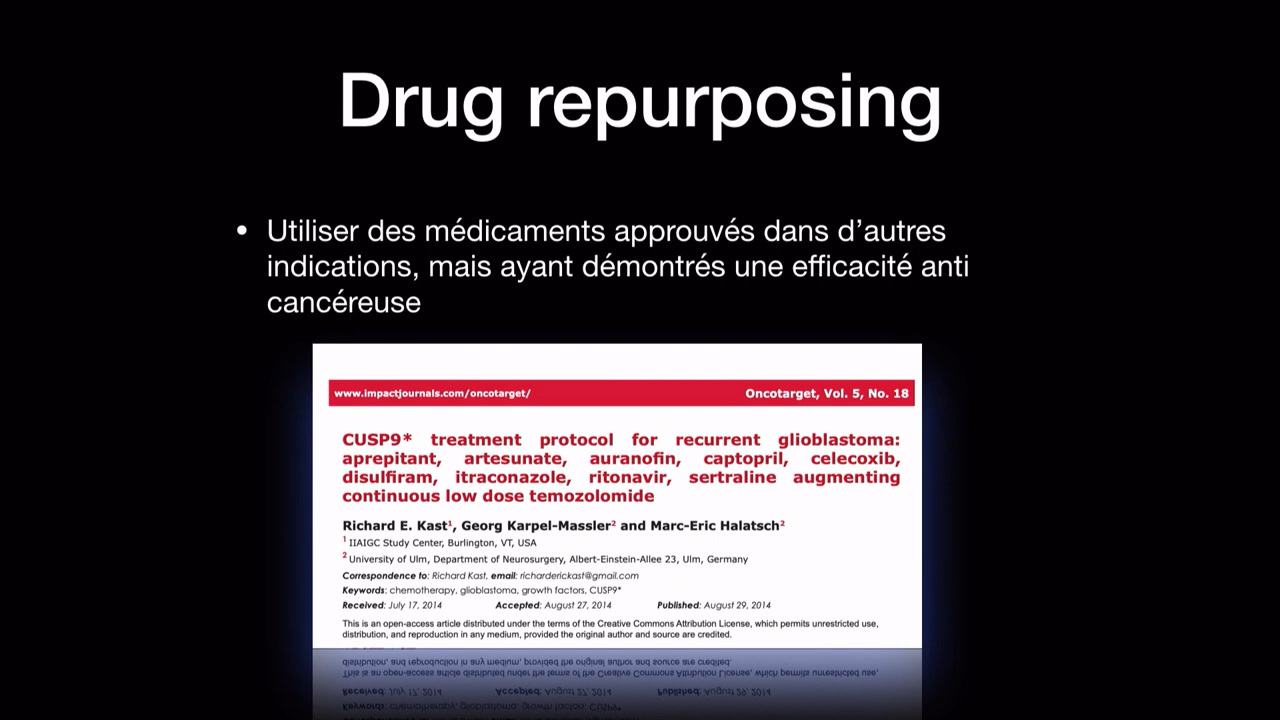 Drug repurposing
• Utiliser des médicaments approuvés dans d’autres
indications, mais ayant démontrés une efficacité anti
cancéreuse
www.impactjournals.com/oncotarget/ Oncotarget, Vol. 5, No. 18
CUSP9* treatment protocol for recurrent glioblastoma:
aprepitant, artesunate, auranofin, captopril, celecoxib,
disulfiram, itraconazole, ritonavir, sertraline augmenting
continuous low dose temozolomide
Richard E. Kast1, Georg Karpel-Massler2 and Marc-Eric Halatsch2
1 IIAIGC Study Center, Burlington, VT, USA
2 University of Ulm, Department of Neurosurgery, Albert-Einstein-Allee 23, Ulm, Germany
Correspondence to: Richard Kast, email: richarderickast@gmail.com
Keywords: chemotherapy, glioblastoma, growth factors, CUSP9*
Received: July 17, 2014 Accepted: August 27, 2014 Published: August 29, 2014
This is an open-access article distributed under the terms of the Creative Commons Attribution License, which permits unrestricted use,
distribution, and reproduction in any medium, provided the original author and source are credited.